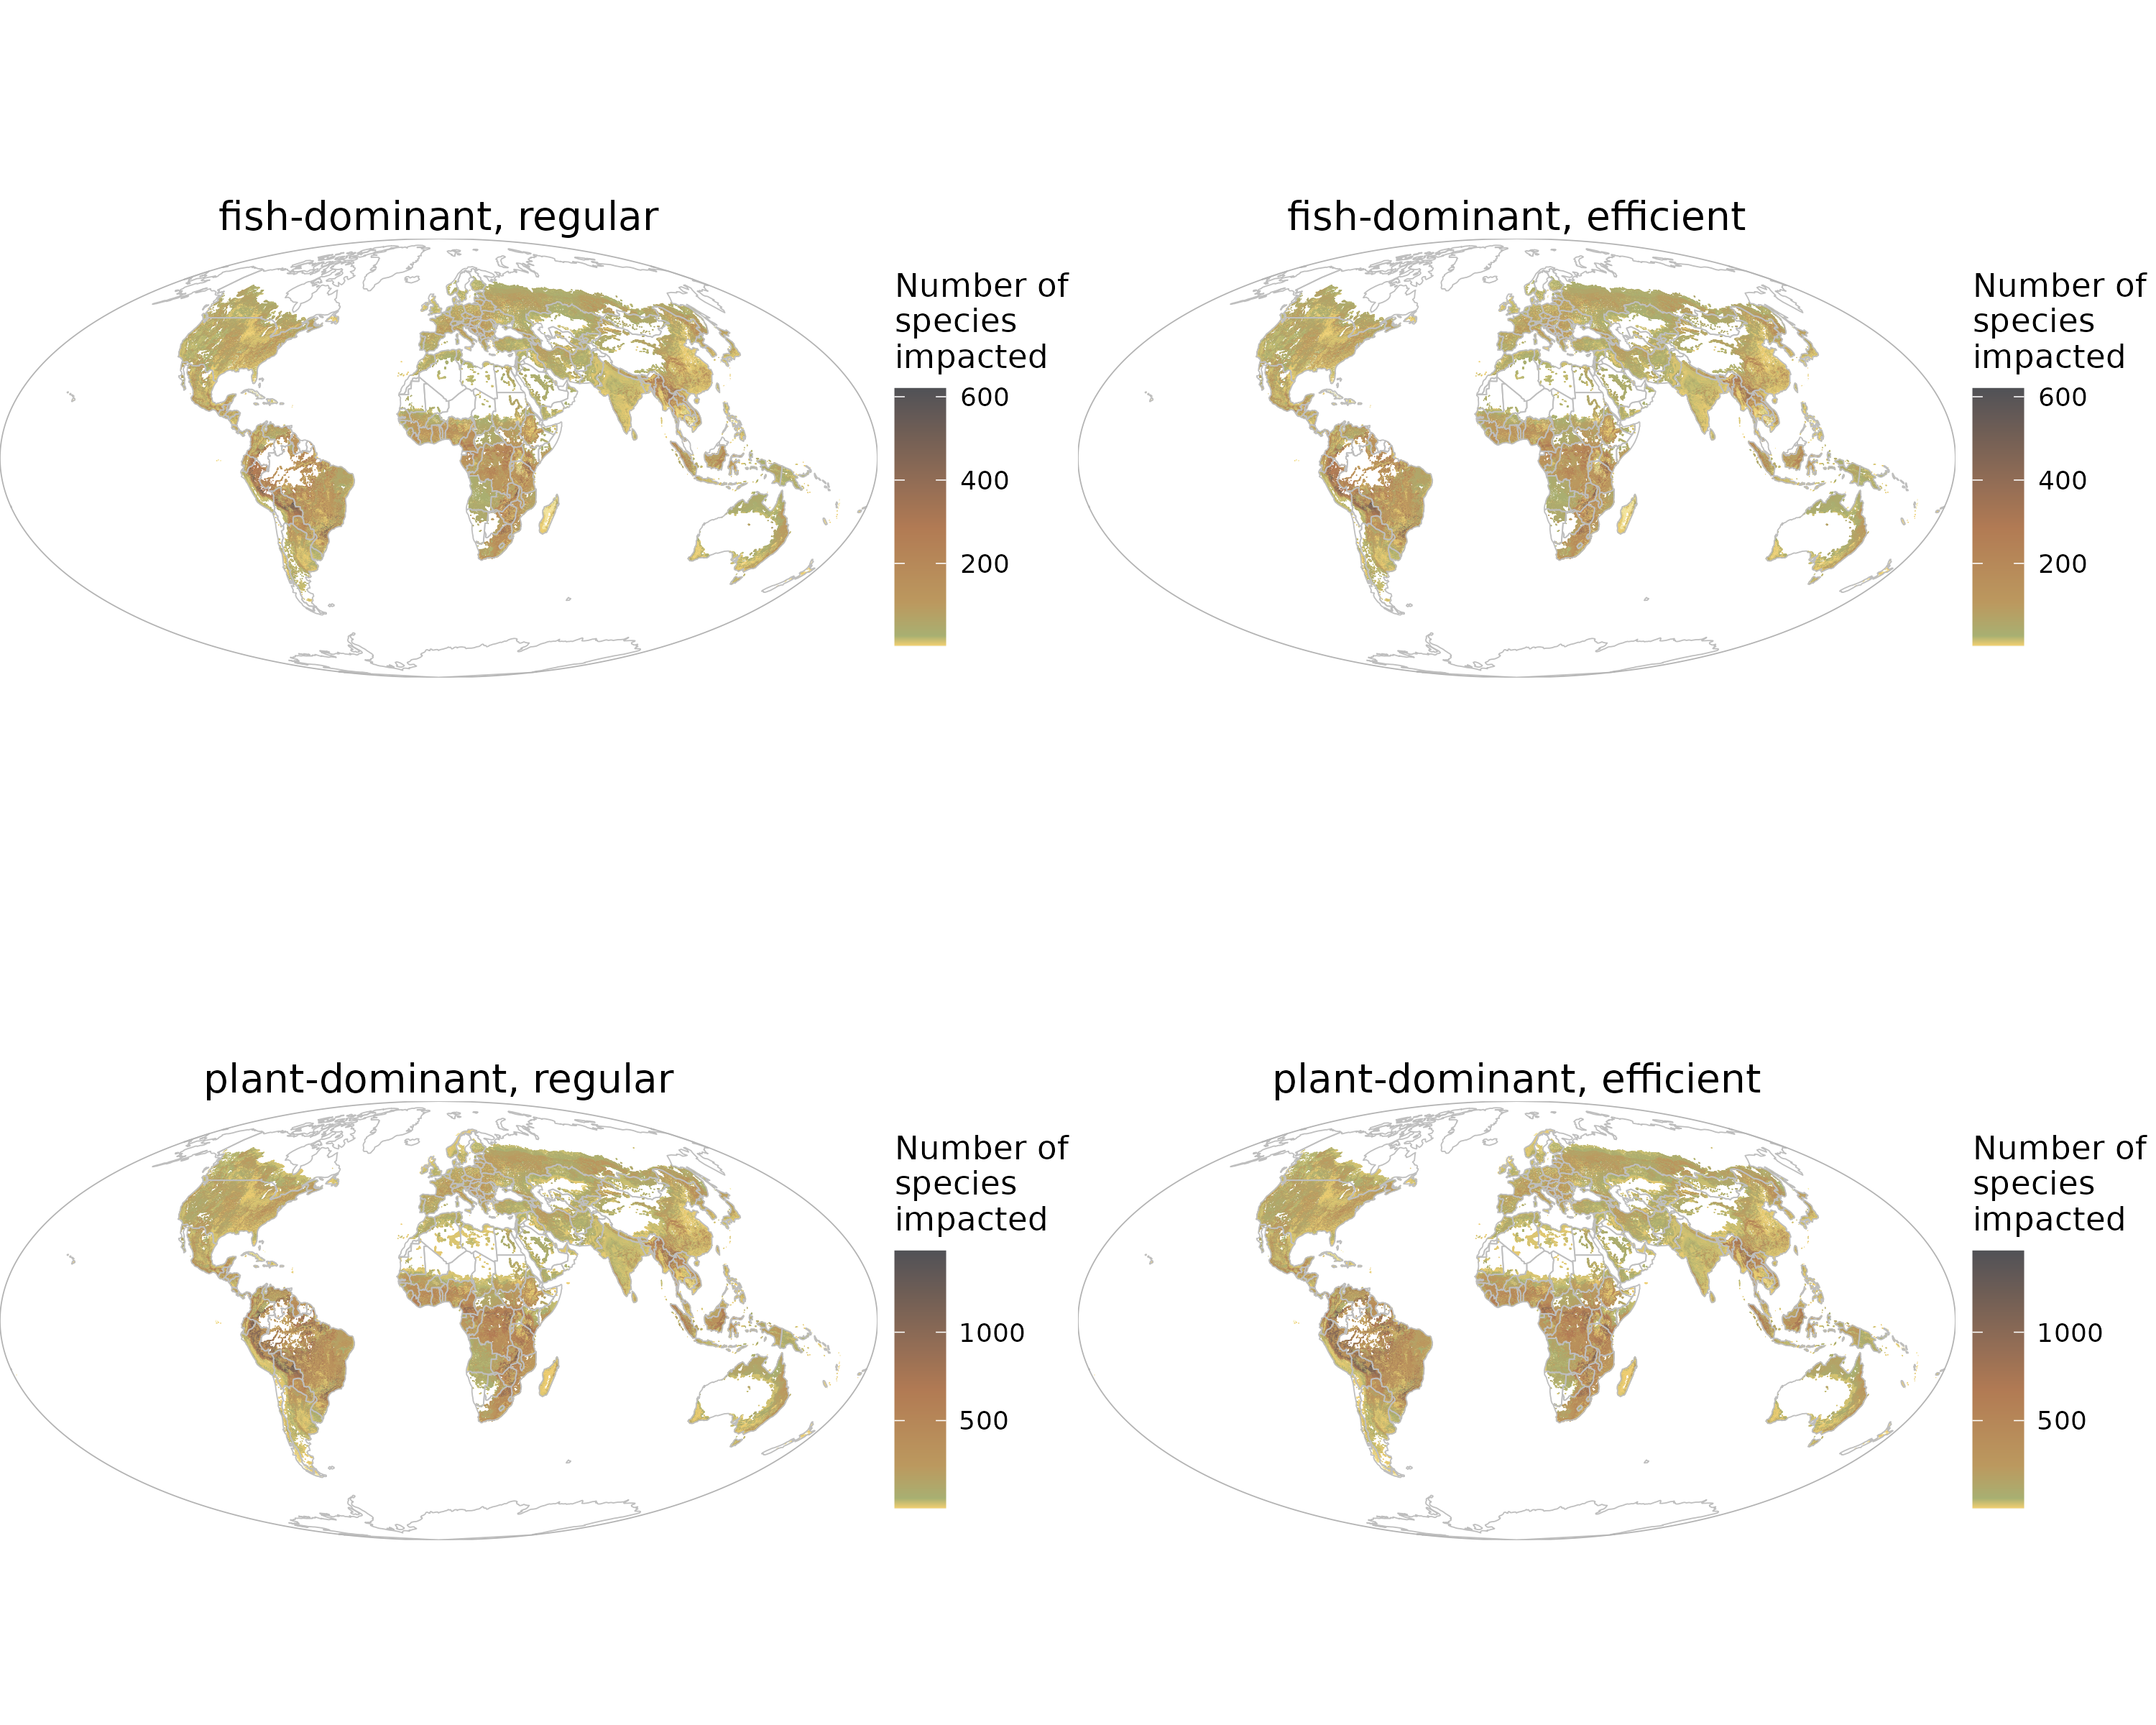 fish-dominant, regular
Number of
species
impacted
600
400
200
fish-dominant, efficient
Number of
species
impacted
600
400
200
plant-dominant, regular
Number of
species
impacted
1000
500
plant-dominant, efficient
Number of
species
impacted
1000
500